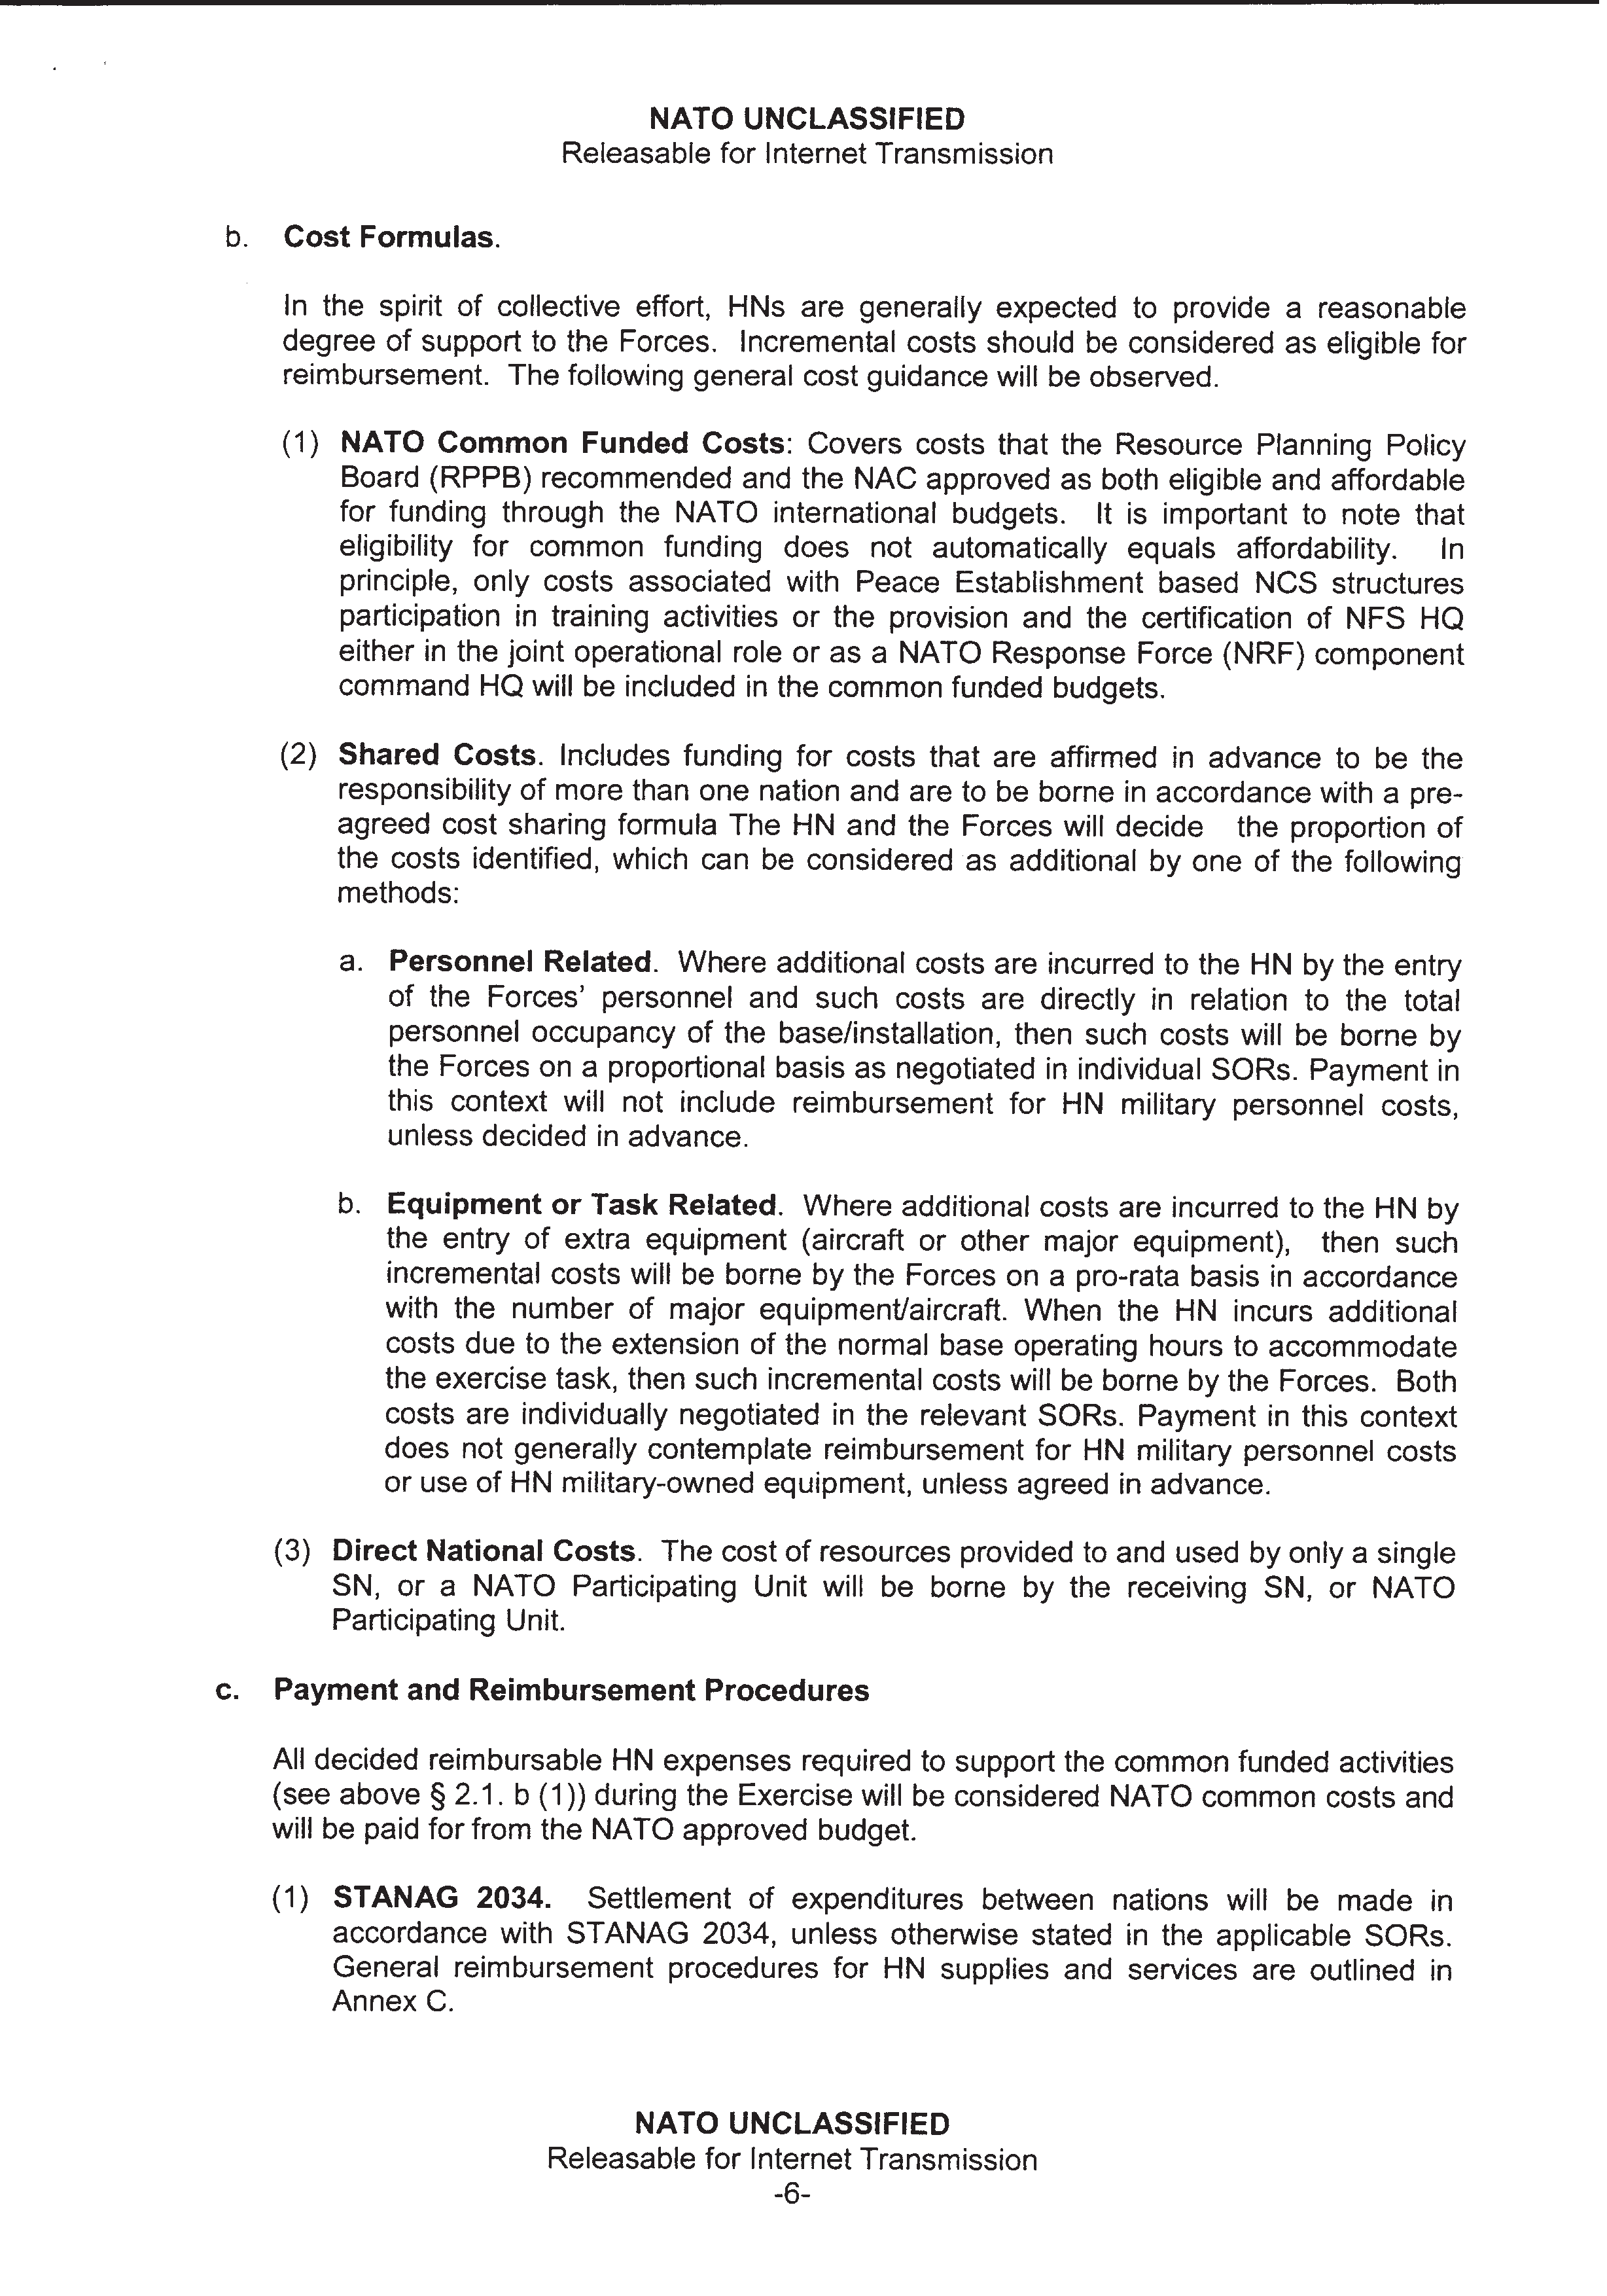 NATO UNCLASSIFIED
Releasable for Internet Transmission
b. Cost Formulas.
In the spirit of collective effort, HNs are generally expected to provide a reasonable
degree of support to the Forces. Incremental costs should be considered as eligible for
reimbursement. The following general cost guidance will be observed.
(1) NATO Common Funded Costs: Covers costs that the Resource Planning Policy
Board (RPPB) recommended and the NAC approved as both eligible and affordable
for funding through the NATO international budgets. It is important to note that
eligibility for common funding does not automatically equals affordability. In
principle, only costs associated with Peace Establishment based NCS structures
participation in training activities or the provision and the certification of NFS HQ
either in the joint operational role or as a NATO Response Force (NRF) component
command HQ will be included in the common funded budgets.
(2) Shared Costs. Includes funding for costs that are affirmed in advance to be the
responsibility of more than one nation and are to be borne in accordance with a pre-
agreed cost sharing formula The HN and the Forces will decide the proportion of
the costs identified, which can be considered as additional by one of the following
methods:
a. Personnel Related. Where additional costs are incurred to the HN by the entry
of the Forces' personnel and such costs are directly in relation to the total
personnel occupancy of the base/installation, then such costs will be borne by
the Forces on a proportional basis as negotiated in individual SORs. Payment in
this context will not include reimbursement for HN military personnel costs,
unless decided in advance.
b. Equipment or Task Related. Where additional costs are incurred to the HN by
the entry of extra equipment (aircraft or other major equipment), then such
incremental costs will be borne by the Forces on a pro-rata basis in accordance
with the number of major equipment/aircraft. When the HN incurs additional
costs due to the extension of the normal base operating hours to accommodate
the exercise task, then such incremental costs will be borne by the Forces. Both
costs are individually negotiated in the relevant SORs. Payment in this context
does not generally contemplate reimbursement for HN military personnel costs
or use of HN military-owned equipment, unless agreed in advance.
(3) Direct National Costs. The cost of resources provided to and used by only a single
SN, or a NATO Participating Unit will be borne by the receiving SN, or NATO
Participating Unit.
c. Payment and Reimbursement Procedures
All decided reimbursable HN expenses required to support the common funded activities
(see above § 2.1. b (1)) during the Exercise will be considered NATO common costs and
will be paid for from the NATO approved budget.
(1) STANAG 2034. Settlement of expenditures between nations will be made in
accordance with STANAG 2034, unless otherwise stated in the applicable SORs.
General reimbursement procedures for HN supplies and services are outlined in
Annex C.
NATO UNCLASSIFIED
Releasable for Internet Transmission
-6-